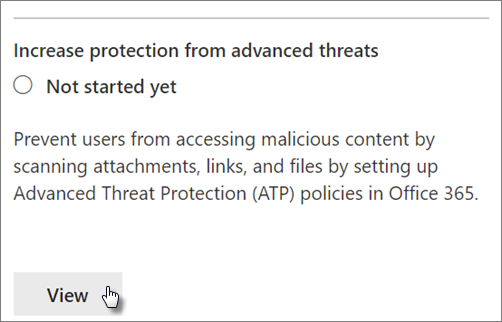 Increase protection from advanced threats
Not started yet
Prevent users from accessing malicious content by
scanning attachments, links, and files by setting up
Advanced Threat Protection (ATP) policies in Office 365.
View